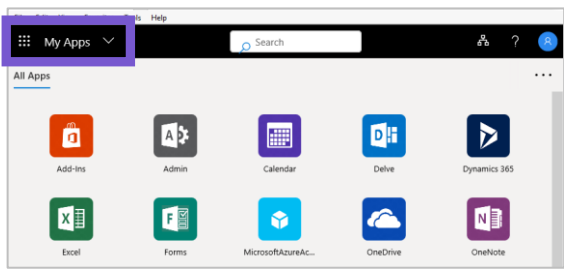 Help
My Apps
Search
?
All Apps
Add-Ins
Admin
Calendar
Delve
Dynamics 365
Excel
Forms
MicrosoftAzureAc...
OneDrive
OneNote